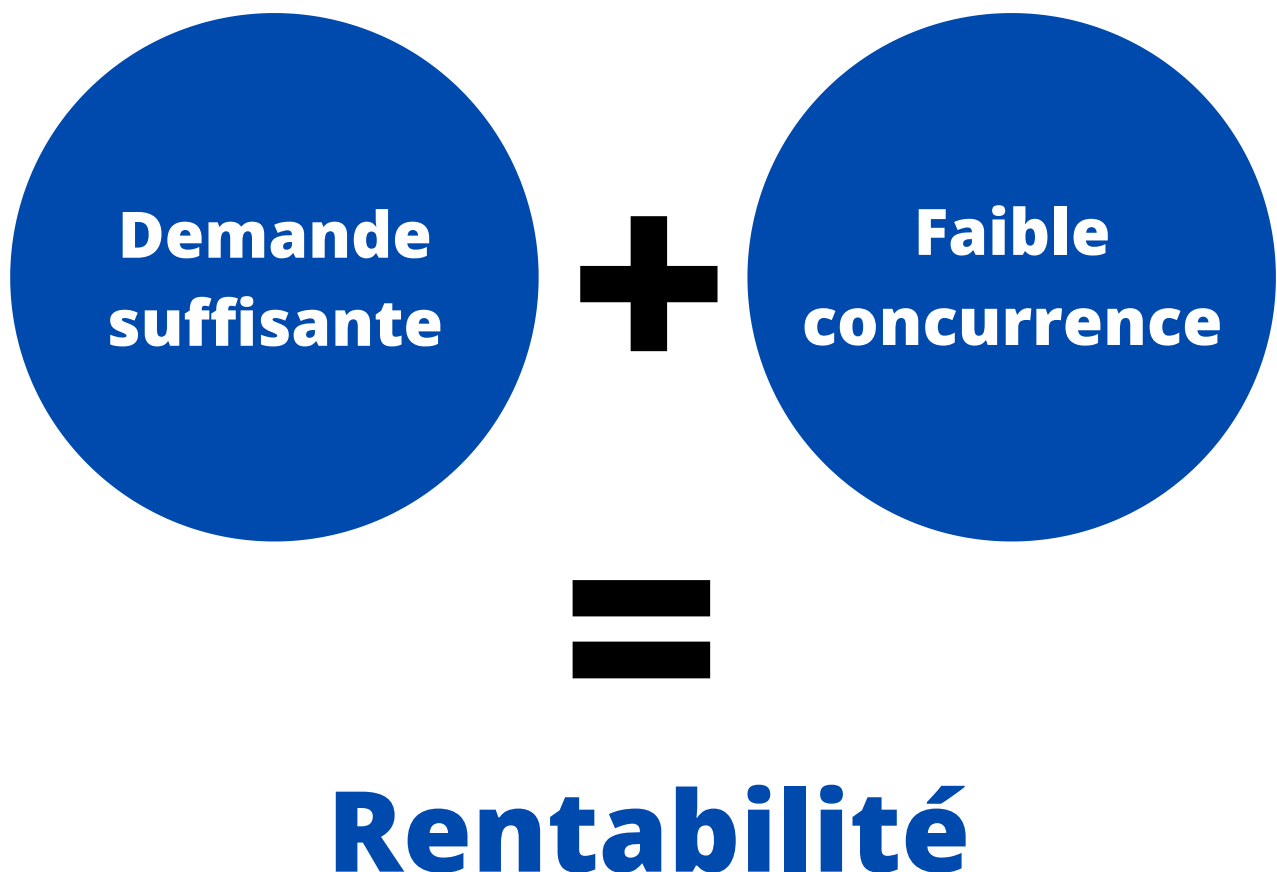 Demande
suffisante
+
Faible
concurrence
=
Rentabilité